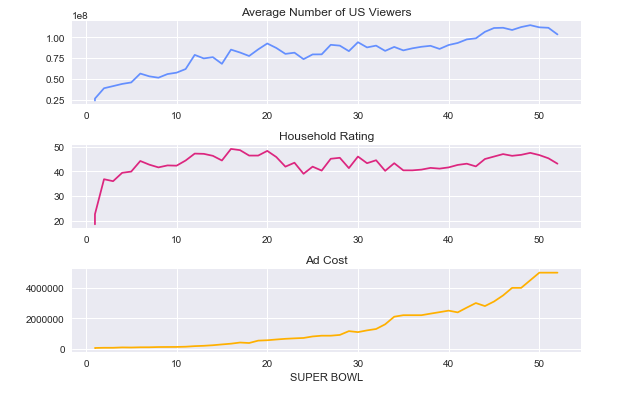 Average Number of US Viewers
1e8
1.00
0.75
0.50
0.25
0 10 20 30 40 50
Household Rating
50
40
30
20
0 10 20 30 40 50
Ad Cost
4000000
2000000
0
0 10 20 30 40 50
SUPER BOWL